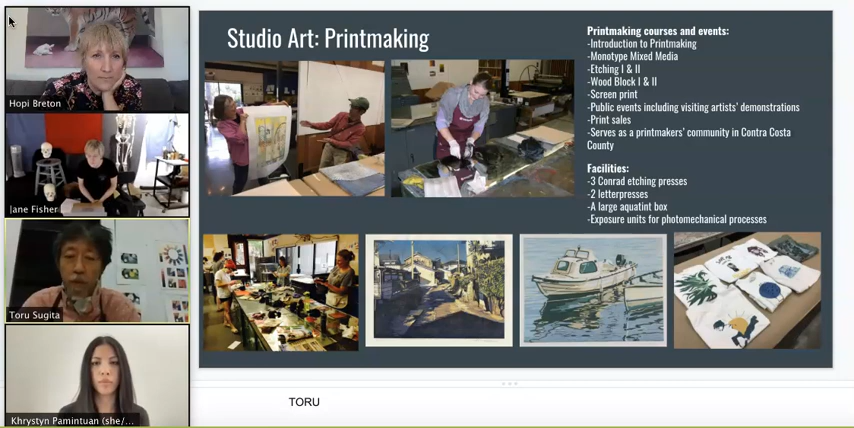 Studio Art: Printmaking
Printmaking courses and events:
-Introduction to Printmaking
-Monotype Mixed Media
-Etching I & II
-Wood Block I & II
-Screen print
-Public events including visiting artists' demonstrations
-Print sales
-Serves as a printmakers' community in Contra Costa
County
Facilities:
-3 Conrad etching presses
-2 letterpresses
-A large aquatint box
-Exposure units for photomechanical processes
Hopi Breton
Jane Fisher
Toru Sugita
Khrystyn Pamintuan (she/...
TORU